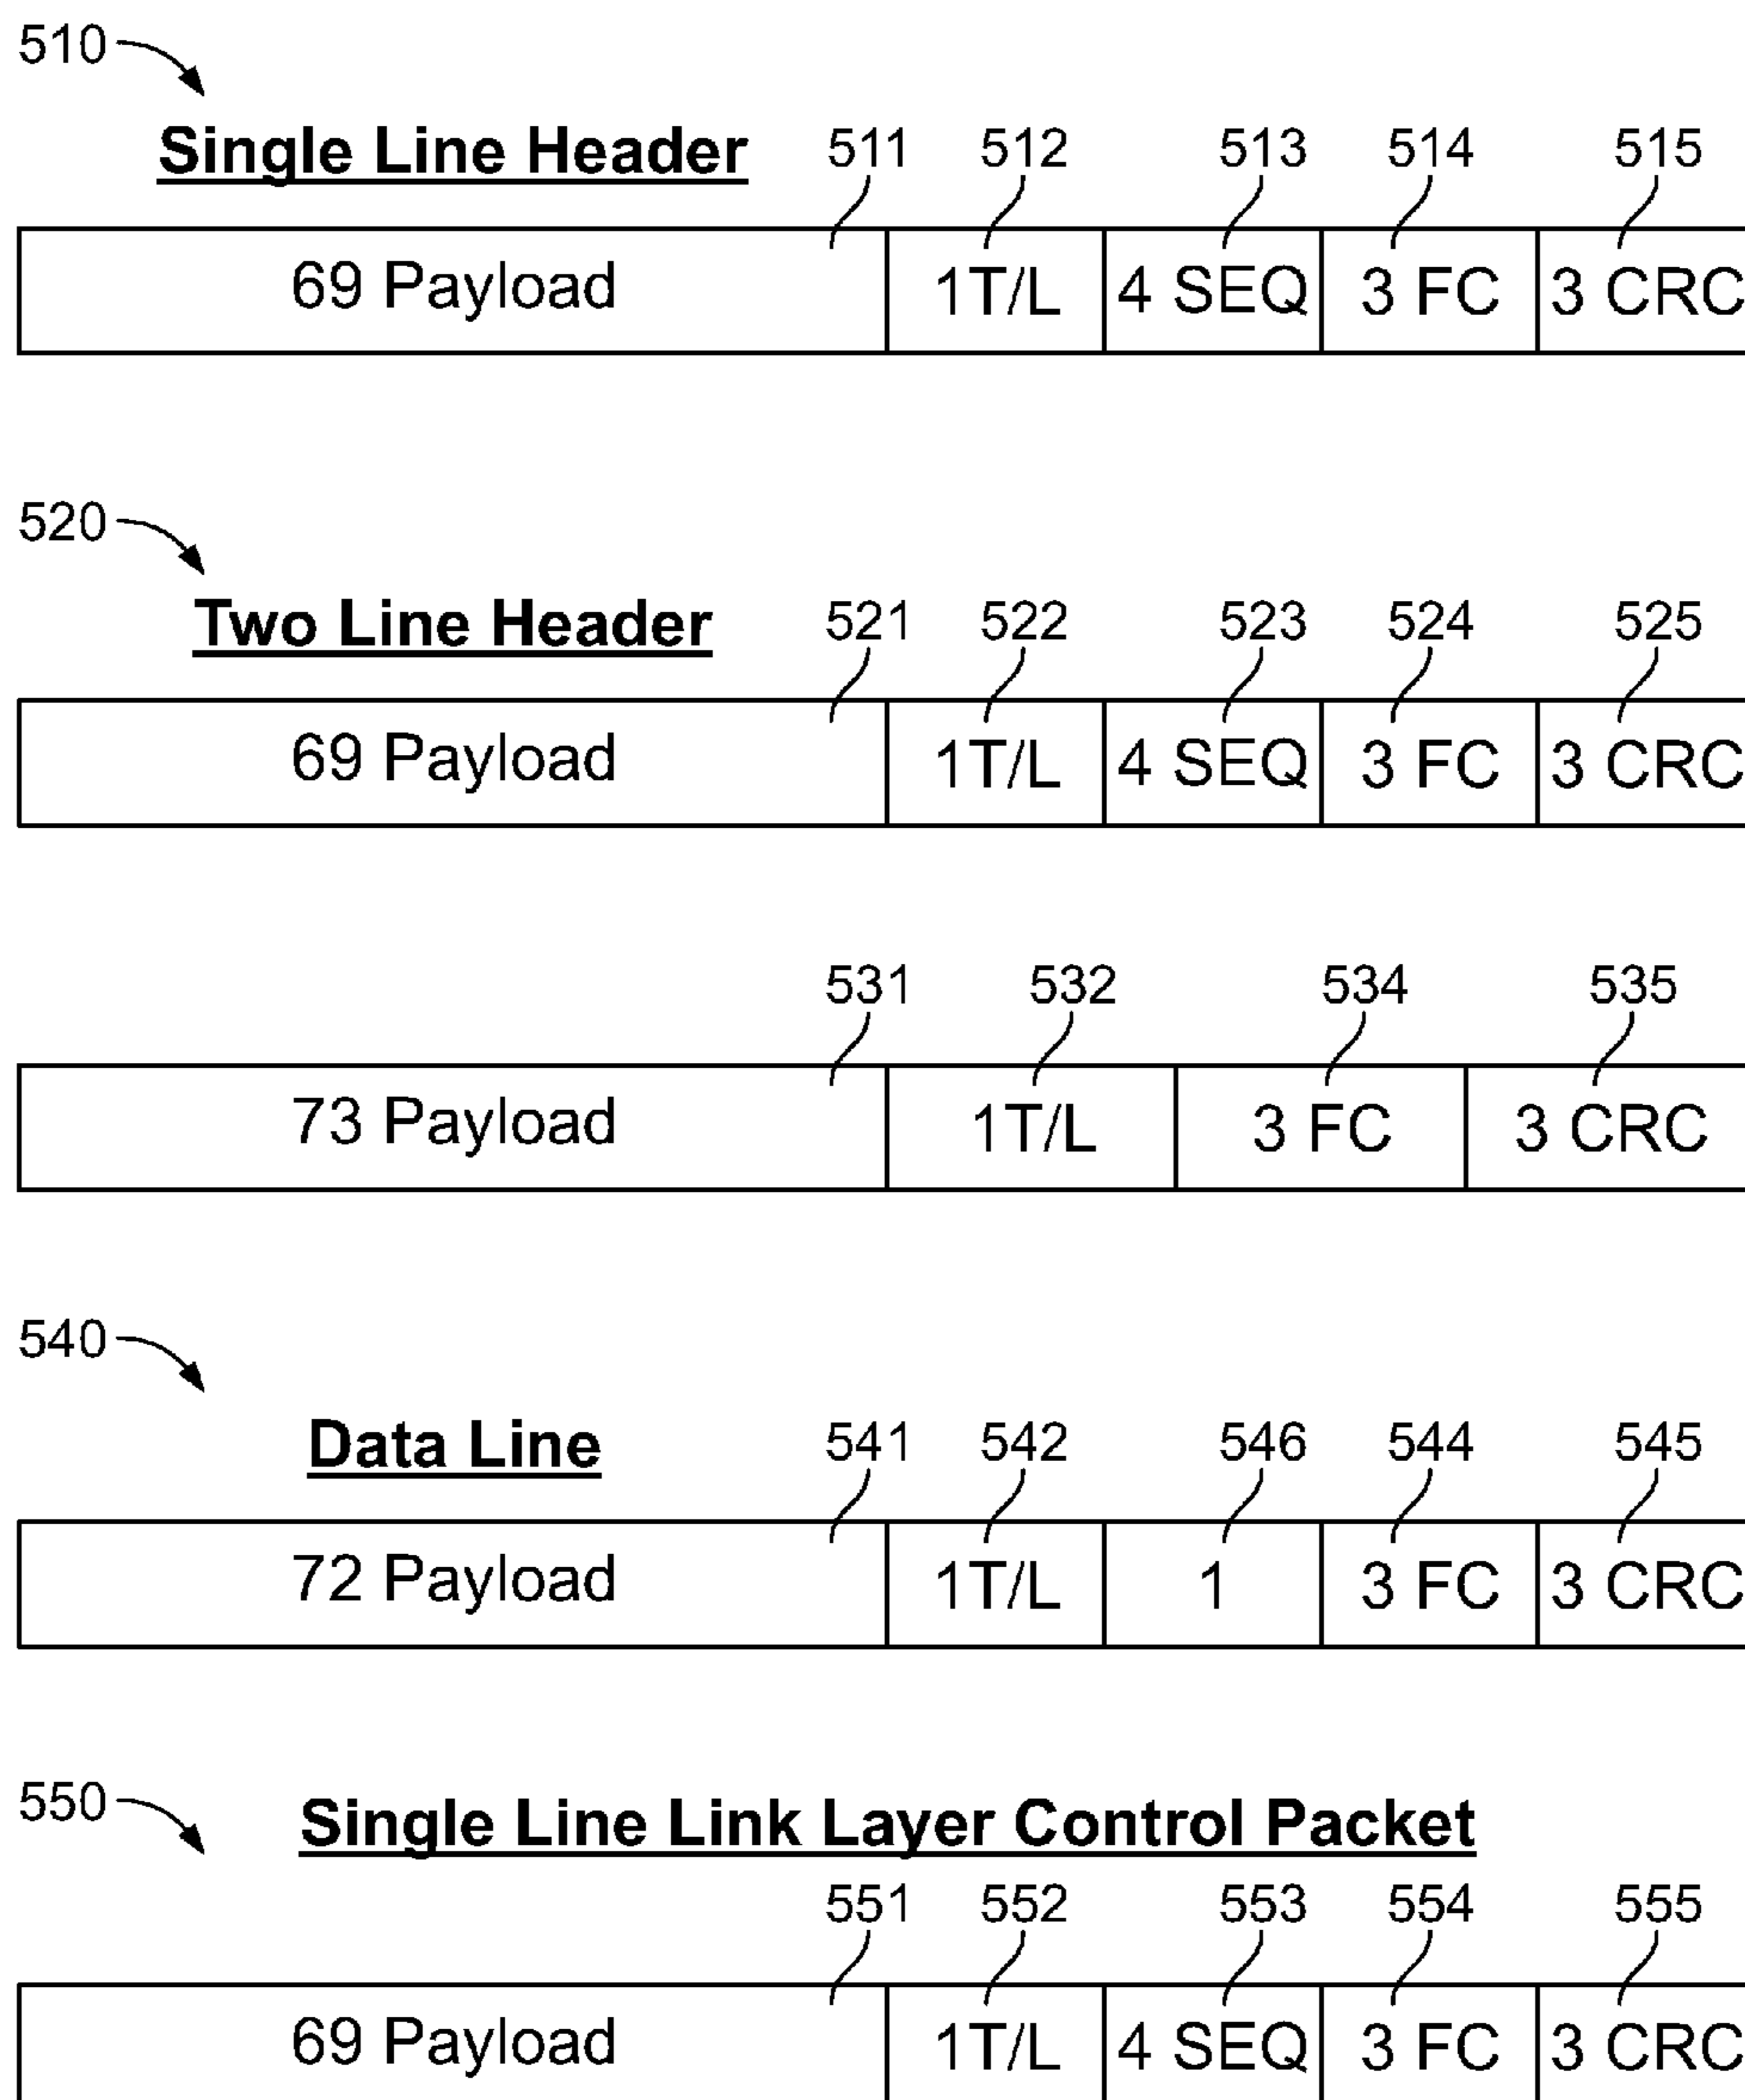 510
Single Line Header 511 512 513 514 515
69 Payload 1T/L 4 SEQ 3 FC 3 CRC
520
Two Line Header 521 522 523 524 525
69 Payload 1T/L 4 SEQ 3 FC 3 CRC
531 532 534 535
73 Payload 1T/L 3 FC 3 CRC
540
Data Line 541 542 546 544 545
72 Payload 1T/L 1 3 FC 3 CRC
550 Single Line Link Layer Control Packet
551 552 553 554 555
69 Payload 1T/L 4 SEQ 3 FC 3 CRC